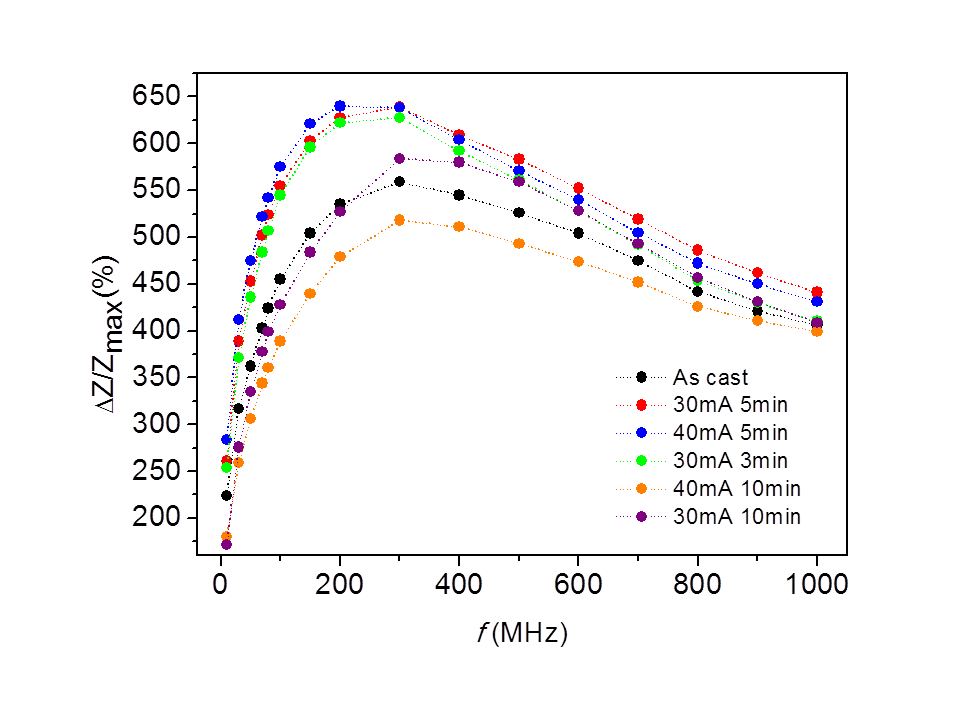 ΔZ/Zmax(%)
650
600
550
500
450
400
350
300
250
200
As cast
30mA 5min
40mA 5min
30mA 3min
40mA 10min
30mA 10min
0 200 400 600 800 1000
f (MHz)